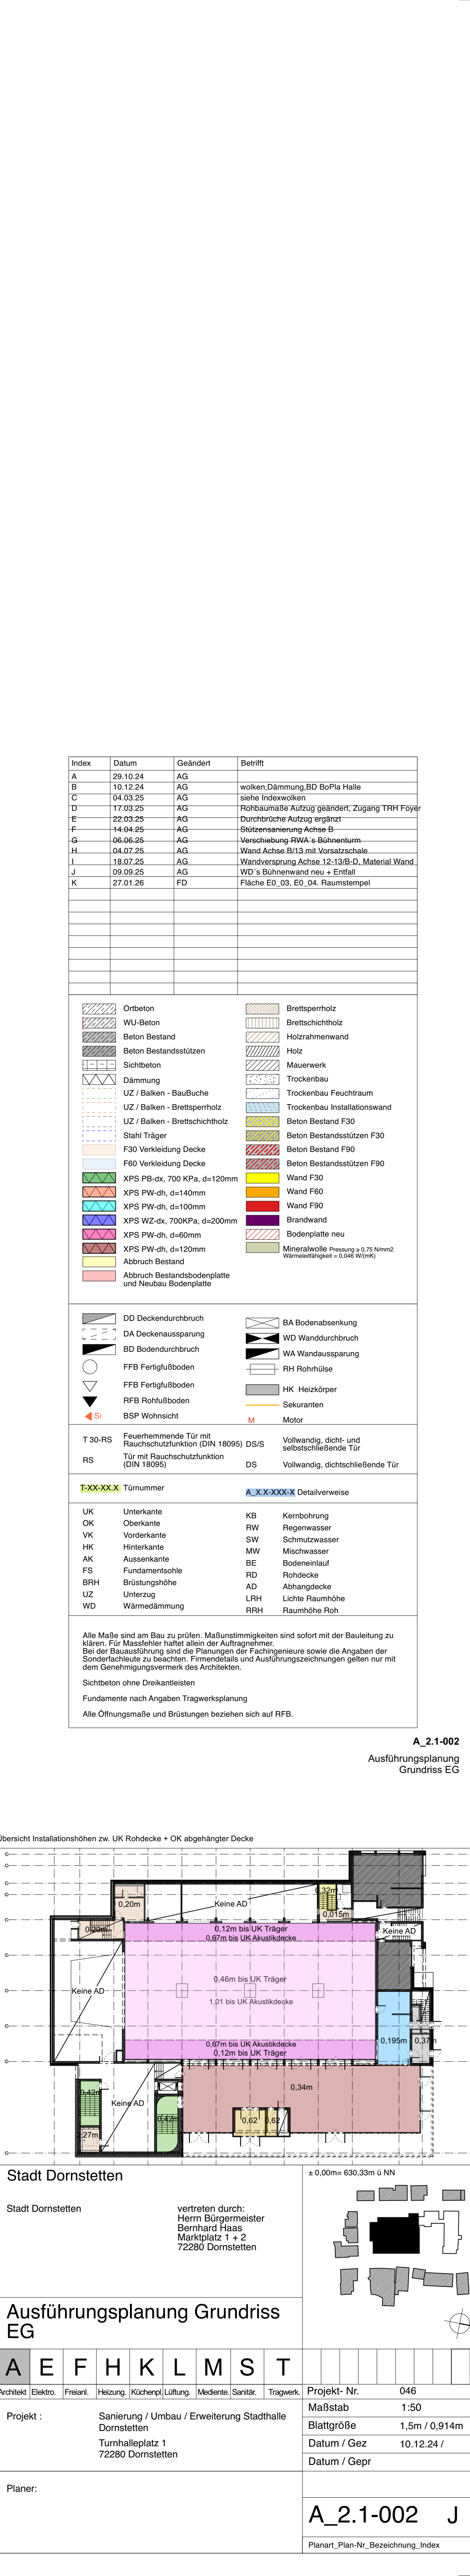 Index Datum Geändert Betrifft
A 29.10.24 AG
B 10.12.24 AG wolken,Dämmung,BD BoPla Halle
C 04.03.25 AG siehe Indexwolken
D 17.03.25 AG Rohbaumaße Aufzug geändert, Zugang TRH Foyer
E 22.03.25 AG Durchbrüche Aufzug ergänzt
F 14.04.25 AG Stützensanierung Achse B
G 06.06.25 AG Verschiebung RWA´s Bühnenturm
H 04.07.25 AG Wand Achse B/13 mit Vorsatzschale
I 18.07.25 AG Wandversprung Achse 12-13/B-D, Material Wand
J 09.09.25 AG WD´s Bühnenwand neu + Entfall
K 27.01.26 FD Fläche E0_03, E0_04. Raumstempel
Ortbeton
WU-Beton
Beton Bestand
Beton Bestandsstützen
Sichtbeton
Dämmung
UZ / Balken - BauBuche
UZ / Balken - Brettsperrholz
UZ / Balken - Brettschichtholz
Stahl Träger
F30 Verkleidung Decke
F60 Verkleidung Decke
XPS PB-dx, 700 KPa, d=120mm
XPS PW-dh, d=140mm
XPS PW-dh, d=100mm
XPS WZ-dx, 700KPa, d=200mm
XPS PW-dh, d=60mm
XPS PW-dh, d=120mm
Abbruch Bestand
Abbruch Bestandsbodenplatte
und Neubau Bodenplatte
Brettsperrholz
Brettschichtholz
Holzrahmenwand
Holz
Mauerwerk
Trockenbau
Trockenbau Feuchtraum
Trockenbau Installationswand
Beton Bestand F30
Beton Bestandsstützen F30
Beton Bestand F90
Beton Bestandsstützen F90
Wand F30
Wand F60
Wand F90
Brandwand
Bodenplatte neu
Mineralwolle Pressung ≥ 0,75 N/mm2
Wärmeleitfähigkeit = 0,046 W/(mK)
DD Deckendurchbruch
DA Deckenaussparung
BD Bodendurchbruch
FFB Fertigfußboden
FFB Fertigfußboden
RFB Rohfußboden
Si BSP Wohnsicht
BA Bodenabsenkung
WD Wanddurchbruch
WA Wandaussparung
RH Rohrhülse
HK Heizkörper
Sekuranten
M Motor
T 30-RS Feuerhemmende Tür mit
Rauchschutzfunktion (DIN 18095)
RS Tür mit Rauchschutzfunktion
(DIN 18095)
DS/S Vollwandig, dicht- und
selbstschließende Tür
DS Vollwandig, dichtschließende Tür
T-XX-XX.X Türnummer
A_X.X-XXX-X Detailverweise
UK Unterkante
OK Oberkante
VK Vorderkante
HK Hinterkante
AK Aussenkante
FS Fundamentsohle
BRH Brüstungshöhe
UZ Unterzug
WD Wärmedämmung
KB Kernbohrung
RW Regenwasser
SW Schmutzwasser
MW Mischwasser
BE Bodeneinlauf
RD Rohdecke
AD Abhangdecke
LRH Lichte Raumhöhe
RRH Raumhöhe Roh
Alle Maße sind am Bau zu prüfen. Maßunstimmigkeiten sind sofort mit der Bauleitung zu
klären. Für Massfehler haftet allein der Auftragnehmer.
Bei der Bauausführung sind die Planungen der Fachingenieure sowie die Angaben der
Sonderfachleute zu beachten. Firmendetails und Ausführungszeichnungen gelten nur mit
dem Genehmigungsvermerk des Architekten.
Sichtbeton ohne Dreikantleisten
Fundamente nach Angaben Tragwerksplanung
Alle Öffnungsmaße und Brüstungen beziehen sich auf RFB.
A_2.1-002
Ausführungsplanung
Grundriss EG
Übersicht Installationshöhen zw. UK Rohdecke + OK abgehängter Decke
0,32m
0,20m
Keine AD
0,015m
0,20m
0,12m bis UK Träger
0,67m bis UK Akustikdecke
Keine AD
0,46m bis UK Träger
Keine AD
1,01 bis UK Akustikdecke
0,67m bis UK Akustikdecke
0,12m bis UK Träger
0,195m
0,37m
0,34m
0,42m
Keine AD
0,42m
0,62
0,62
,27m
Stadt Dornstetten
± 0,00m= 630,33m ü NN
Stadt Dornstetten
vertreten durch:
Herrn Bürgermeister
Bernhard Haas
Marktplatz 1 + 2
72280 Dornstetten
Ausführungsplanung Grundriss
EG
A E F H K L M S T
Architekt Elektro. Freianl. Heizung. Küchenpl. Lüftung. Mediente. Sanitär. Tragwerk.
Projekt- Nr. 046
Maßstab 1:50
Blattgröße 1,5m / 0,914m
Datum / Gez 10.12.24 /
Datum / Gepr
Projekt : Sanierung / Umbau / Erweiterung Stadthalle
Dornstetten
Turnhalleplatz 1
72280 Dornstetten
Planer:
A_2.1-002 J
Planart_Plan-Nr_Bezeichnung_Index